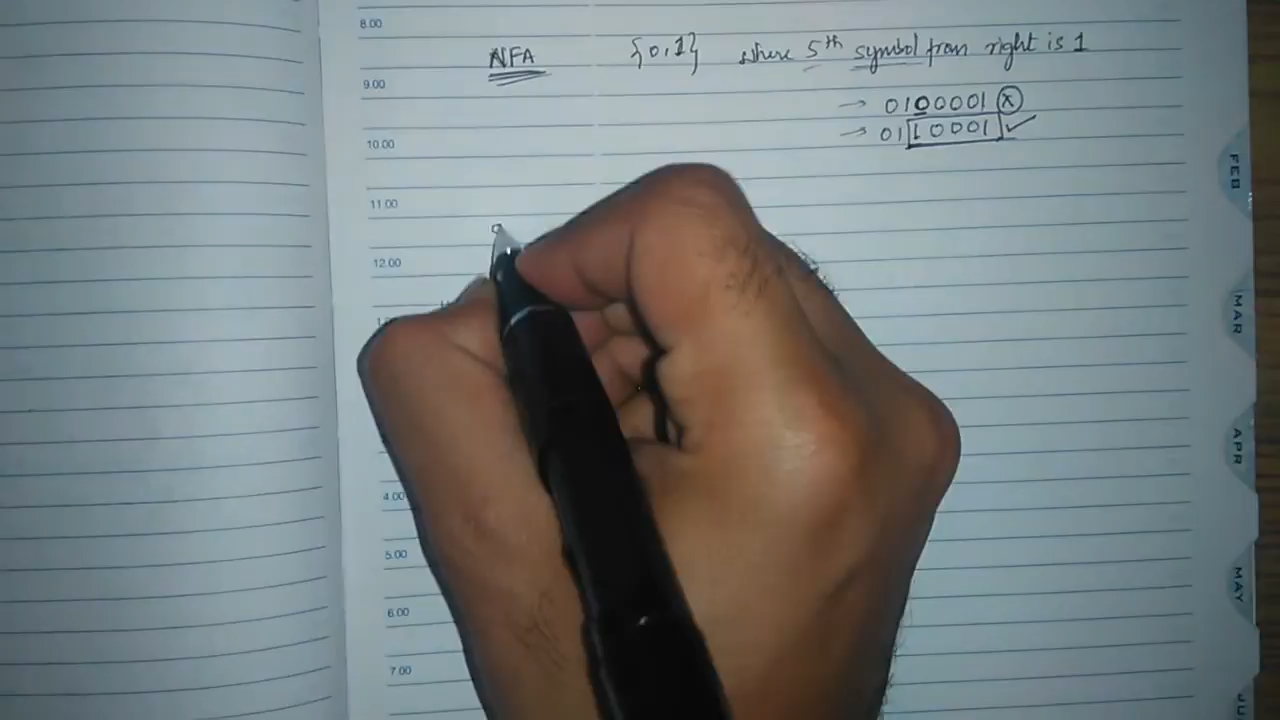 8.00
NFA {0,1} where 5th symbol from right is 1
9.00
→ 0100001 x
→ 0110001 ✓
10.00
FEB
11.00
12.00
MAR
APR
4.00
5.00
MAY
6.00
7.00
JU